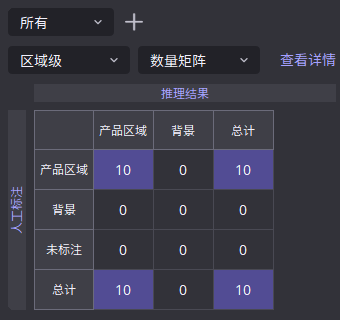 所有
区域级 数量矩阵 查看详情
推理结果
人工标注
产品区域 背景 总计
产品区域 10 0 10
背景 0 0 0
未标注 0 0 0
总计 10 0 10